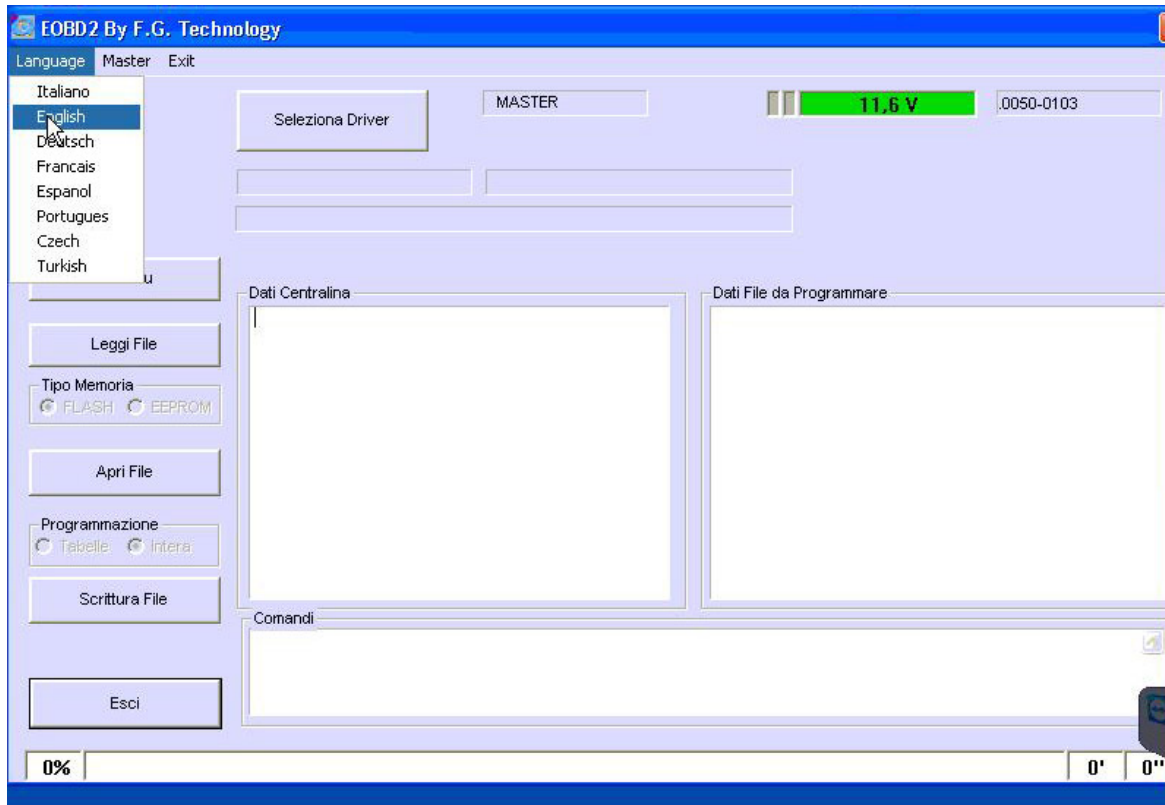 EOBD2 By F.G. Technology
Language Master Exit
Italiano
English
Deutsch
Francais
Espanol
Portugues
Czech
Turkish
Seleziona Driver
MASTER
11,6 V
.0050-0103
u
Leggi File
Tipo Memoria
FLASH EEPROM
Apri File
Programmazione
Tabelle Intera
Scrittura File
Esci
Dati Centralina
Dati File da Programmare
Comandi
0%
0' 0"